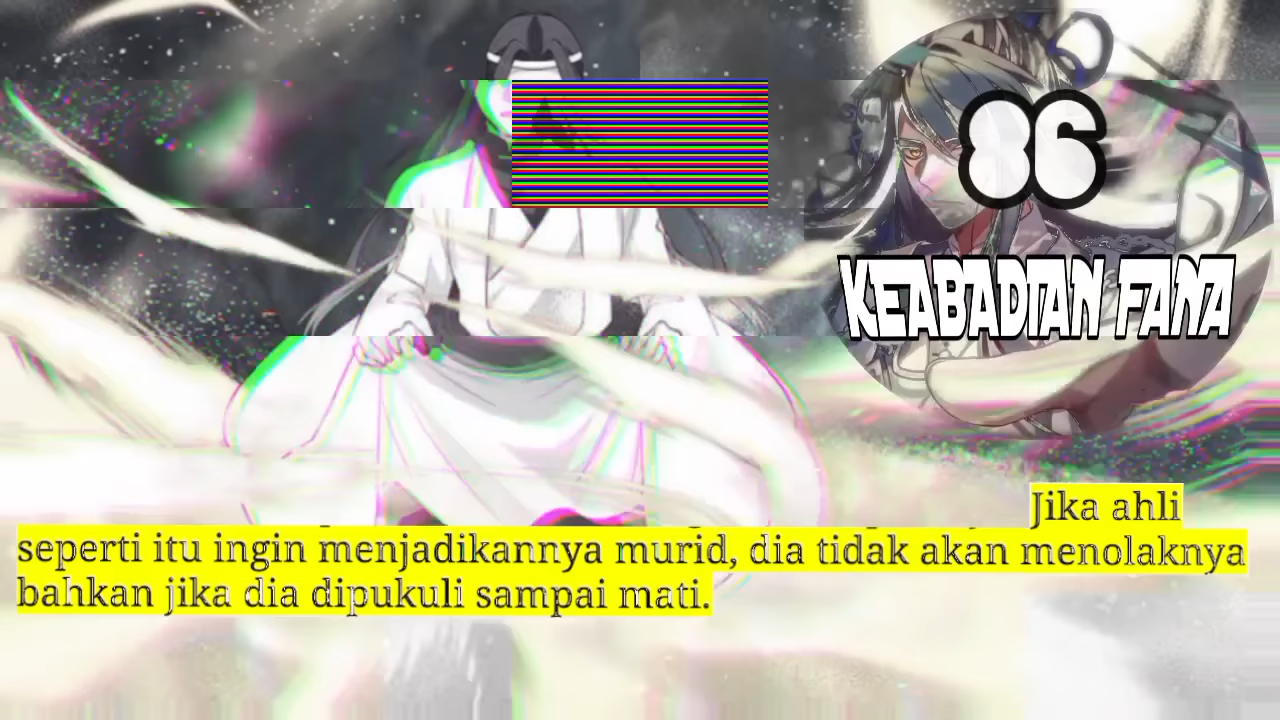 86
KEABADIAN FANA
Jika ahli
seperti itu ingin menjadikannya murid, dia tidak akan menolaknya
bahkan jika dia dipukuli sampai mati.